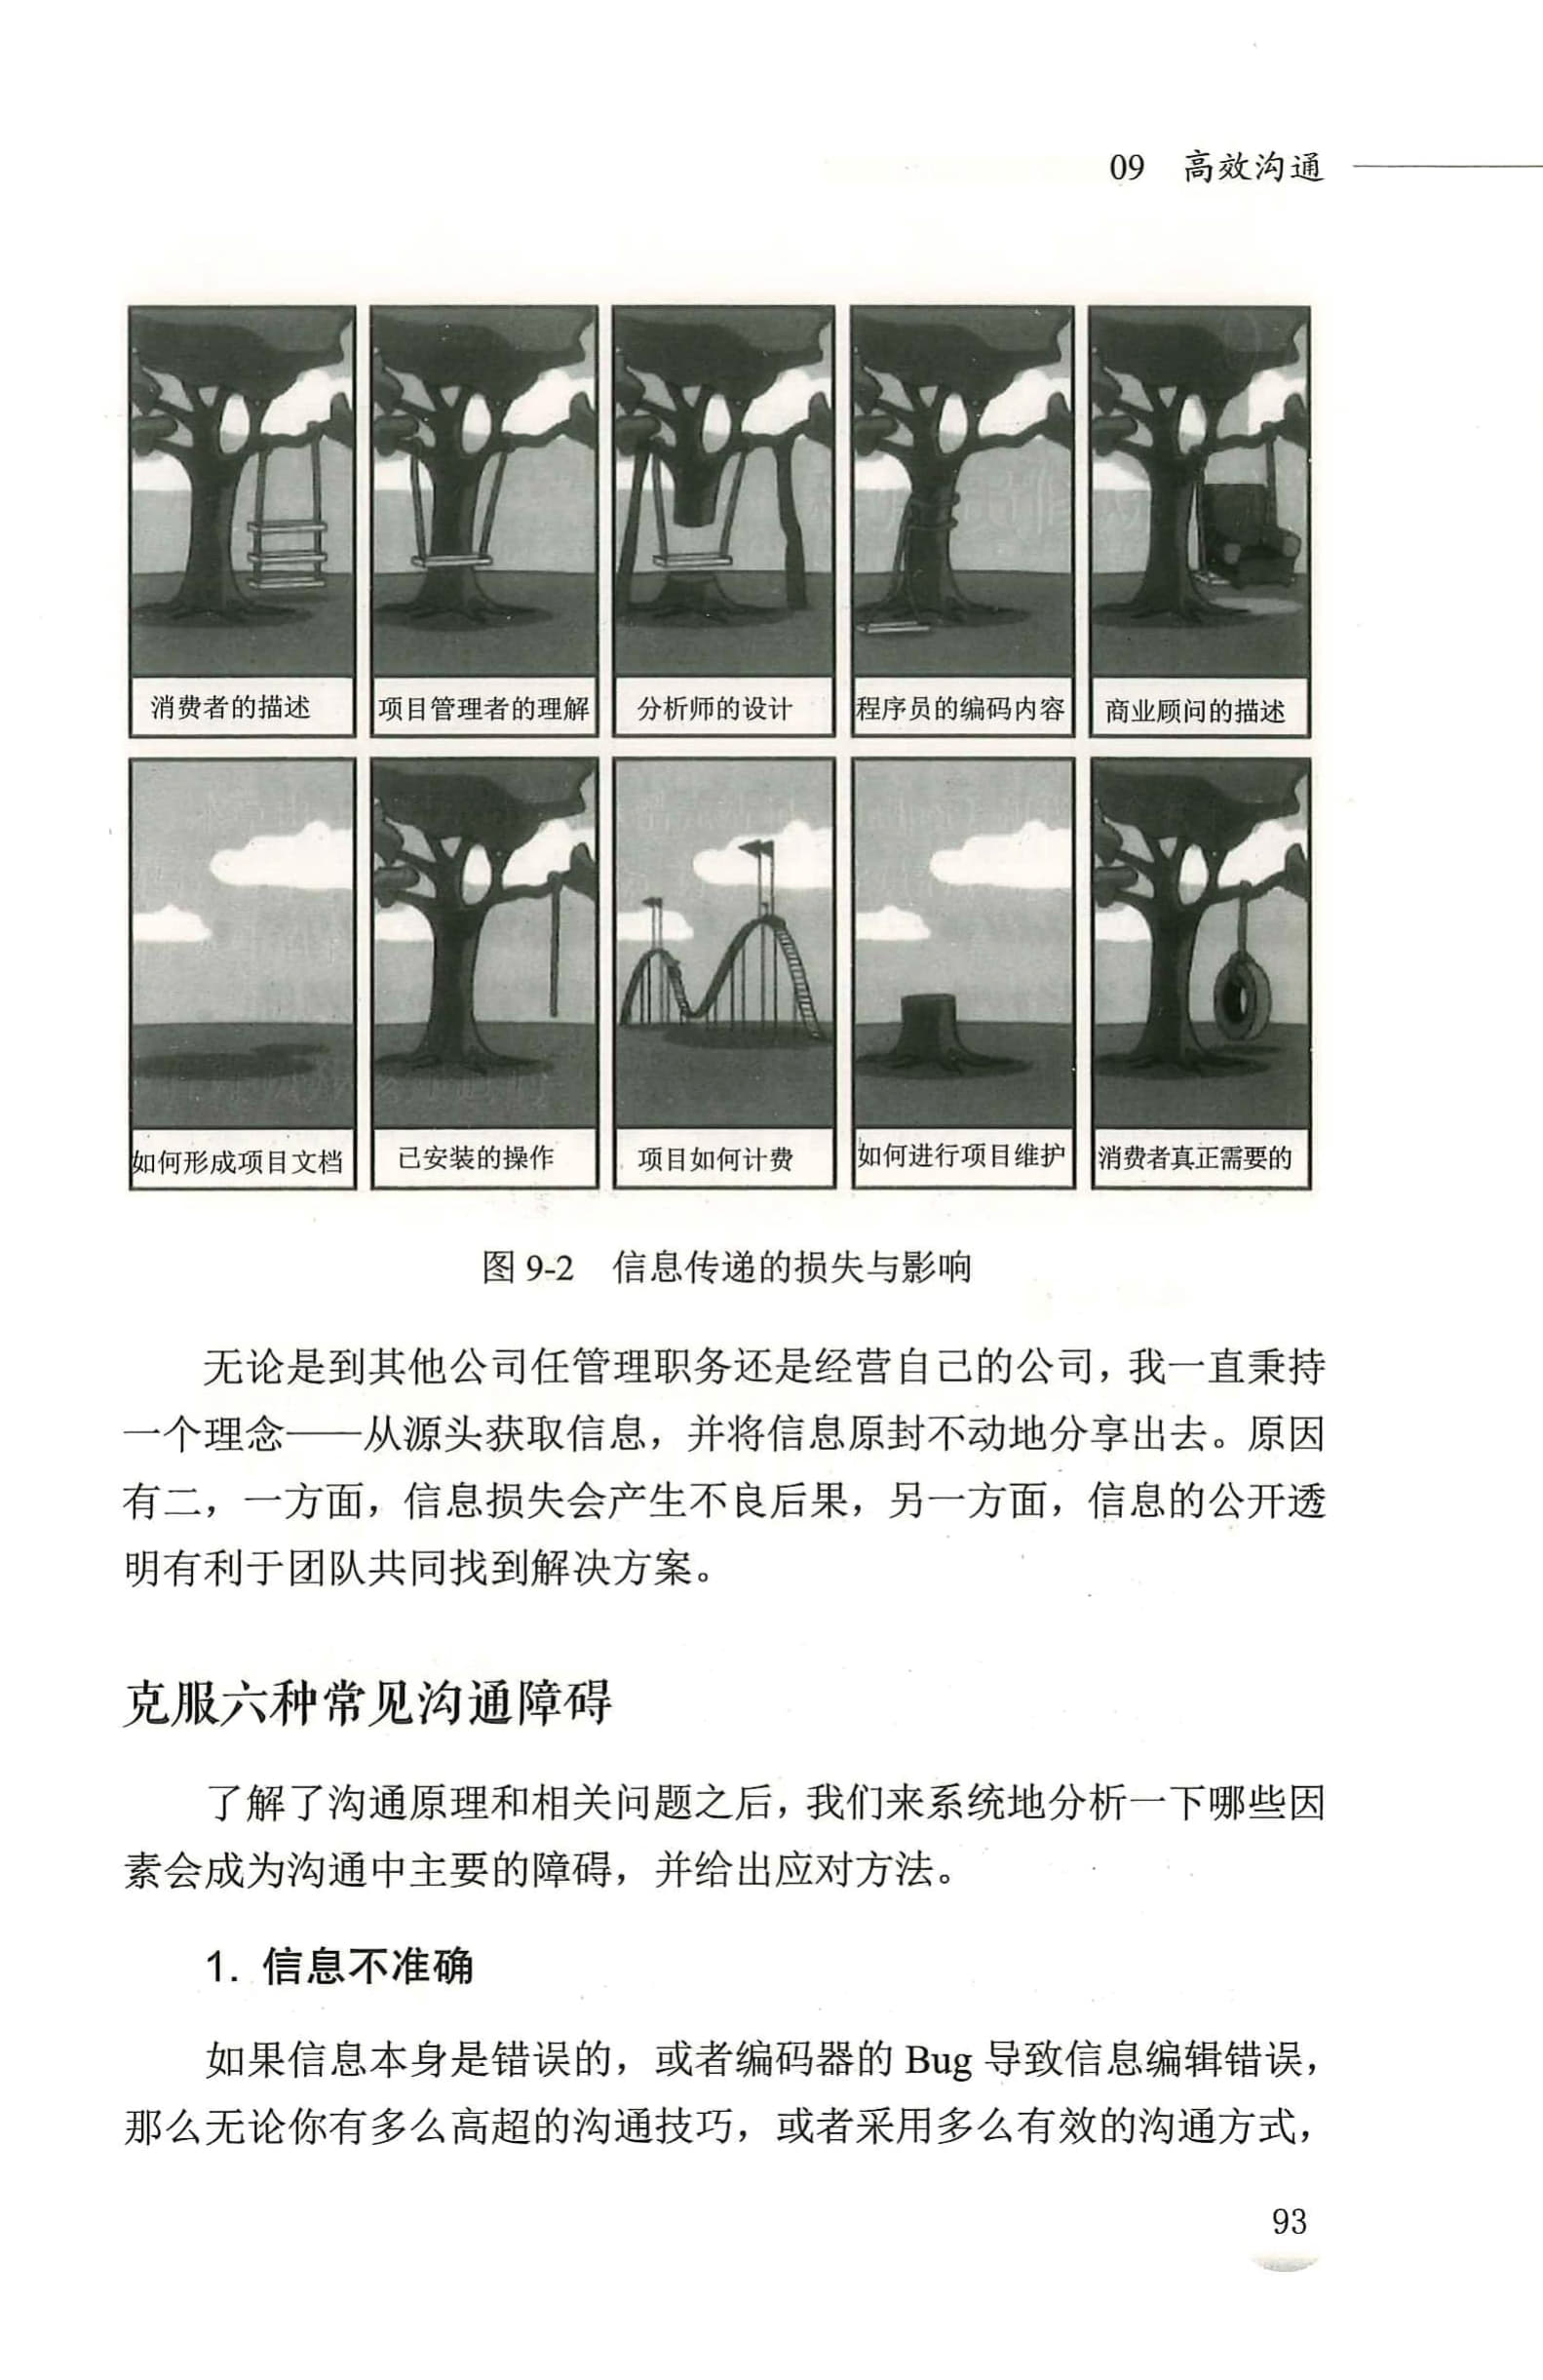 09 高效沟通
消费者的描述
项目管理者的理解
分析师的设计
程序员的编码内容
商业顾问的描述
如何形成项目文档
已安装的操作
项目如何计费
如何进行项目维护
消费者真正需要的
图 9-2 信息传递的损失与影响
无论是到其他公司任管理职务还是经营自己的公司，我一直秉持
一个理念——从源头获取信息，并将信息原封不动地分享出去。原因
有二，一方面，信息损失会产生不良后果，另一方面，信息的公开透
明有利于团队共同找到解决方案。
克服六种常见沟通障碍
了解了沟通原理和相关问题之后，我们来系统地分析一下哪些因
素会成为沟通中主要的障碍，并给出应对方法。
1. 信息不准确
如果信息本身是错误的，或者编码器的 Bug 导致信息编辑错误，
那么无论你有多么高超的沟通技巧，或者采用多么有效的沟通方式，
93